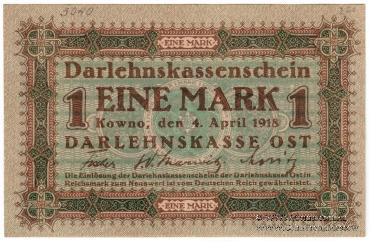 3040
EINE MARK
Darlehnskassenschein
1 EINE MARK 1
Kowno, den 4. April 1918
DARLEHNSKASSE OST
Die Einlösung der Darlehnskassenscheine der Darlehnskasse Ost in
Reichsmark zum Nennwert ist vom Deutschen Reich gewährleistet.
EINE MARK